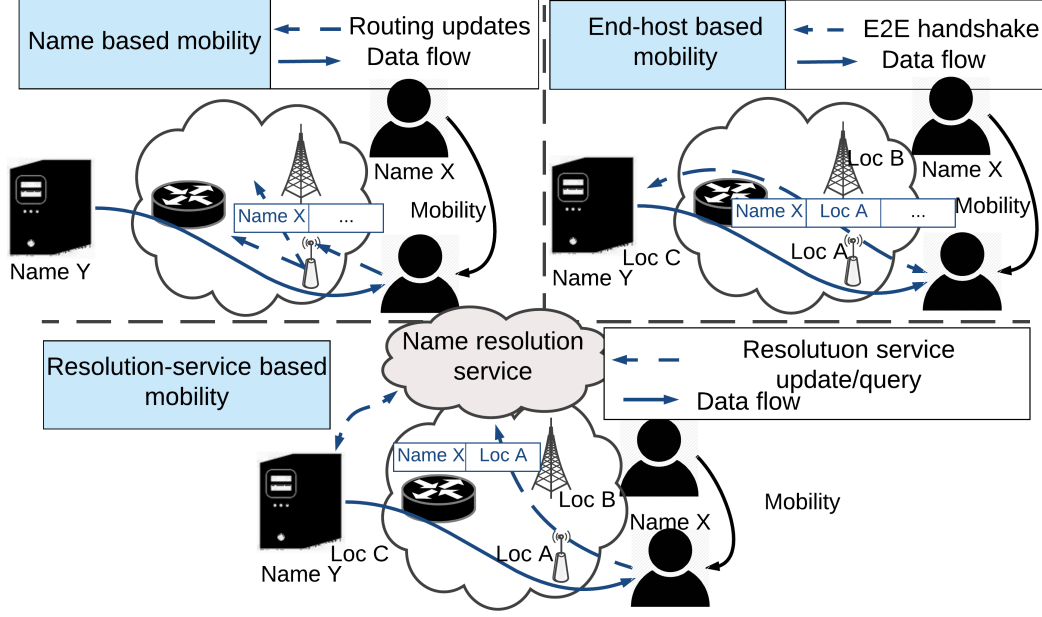 Name based mobility
Routing updates
Data flow
Name X
Name X ...
Mobility
Name Y
End-host based
mobility
E2E handshake
Data flow
Loc B
Name X
Name X Loc A ...
Mobility
Loc A
Name Y
Loc C
Resolution-service based
mobility
Name resolution
service
Resolutuon service
update/query
Data flow
Name X Loc A
Loc B
Mobility
Name X
Loc A
Loc C
Name Y